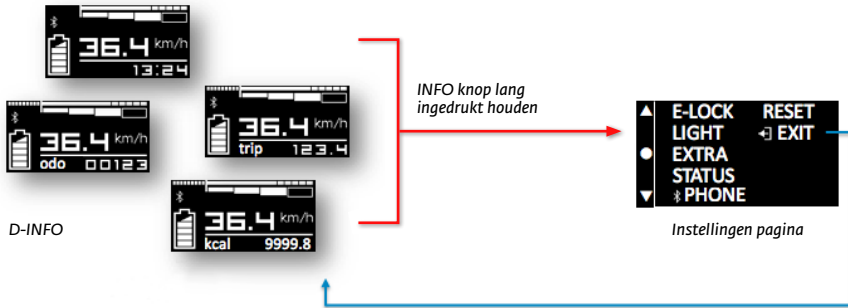 36.4 km/h
13:24
36.4 km/h
odo 00123
36.4 km/h
trip 123.4
36.4 km/h
kcal 9999.8
D-INFO
INFO knop lang
ingedrukt houden
E-LOCK RESET
LIGHT EXIT
EXTRA
STATUS
PHONE
Instellingen pagina